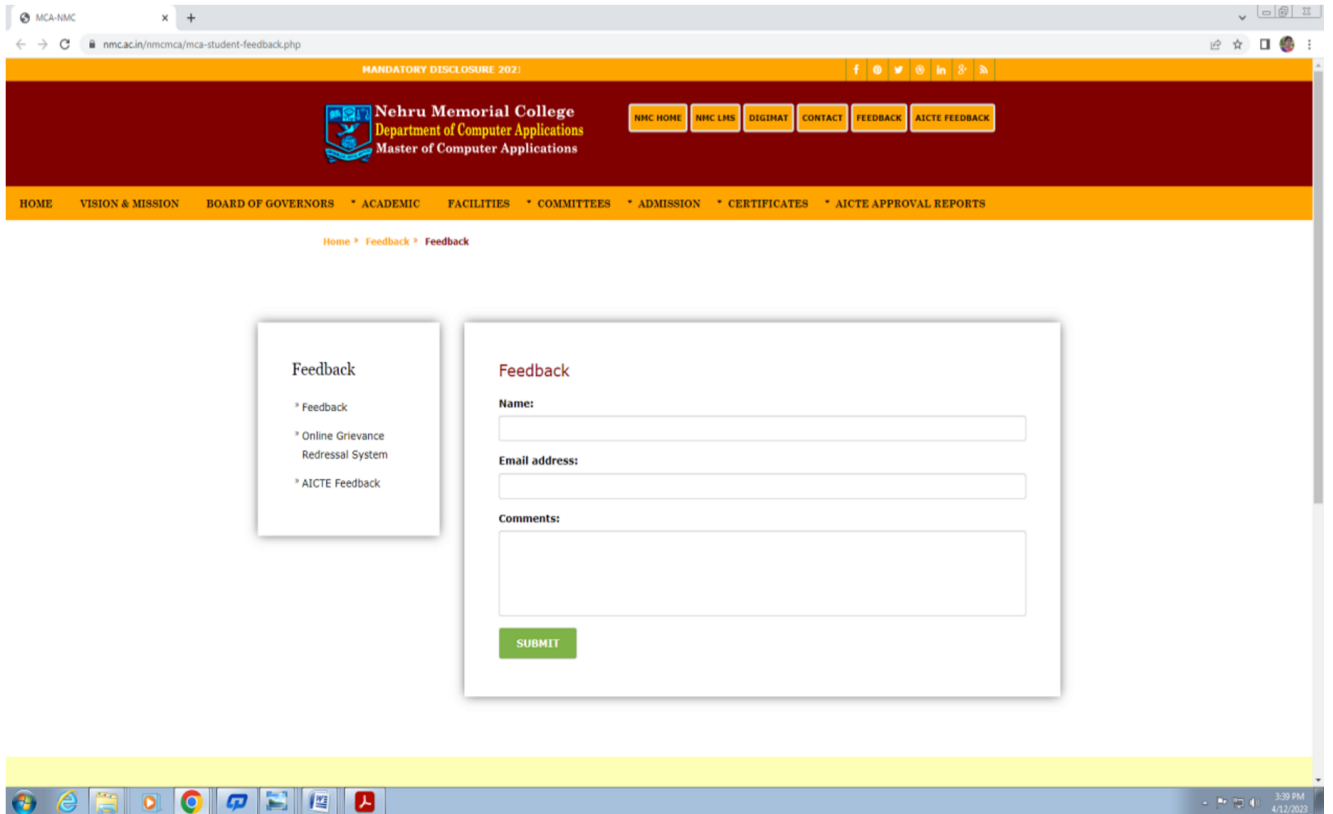 MCA-NMC
nmc.ac.in/nmcmca/mca-student-feedback.php
MANDATORY DISCLOSURE 202
Nehru Memorial College
Department of Computer Applications
Master of Computer Applications
NMC HOME NMC LMS DIGIMAT CONTACT FEEDBACK AICTE FEEDBACK
HOME VISION & MISSION BOARD OF GOVERNORS ACADEMIC FACILITIES COMMITTEES ADMISSION CERTIFICATES AICTE APPROVAL REPORTS
Home Feedback Feedback
Feedback
Feedback
Online Grievance
Redressal System
AICTE Feedback
Feedback
Name:
Email address:
Comments:
SUBMIT
3:39 PM
4/12/2023